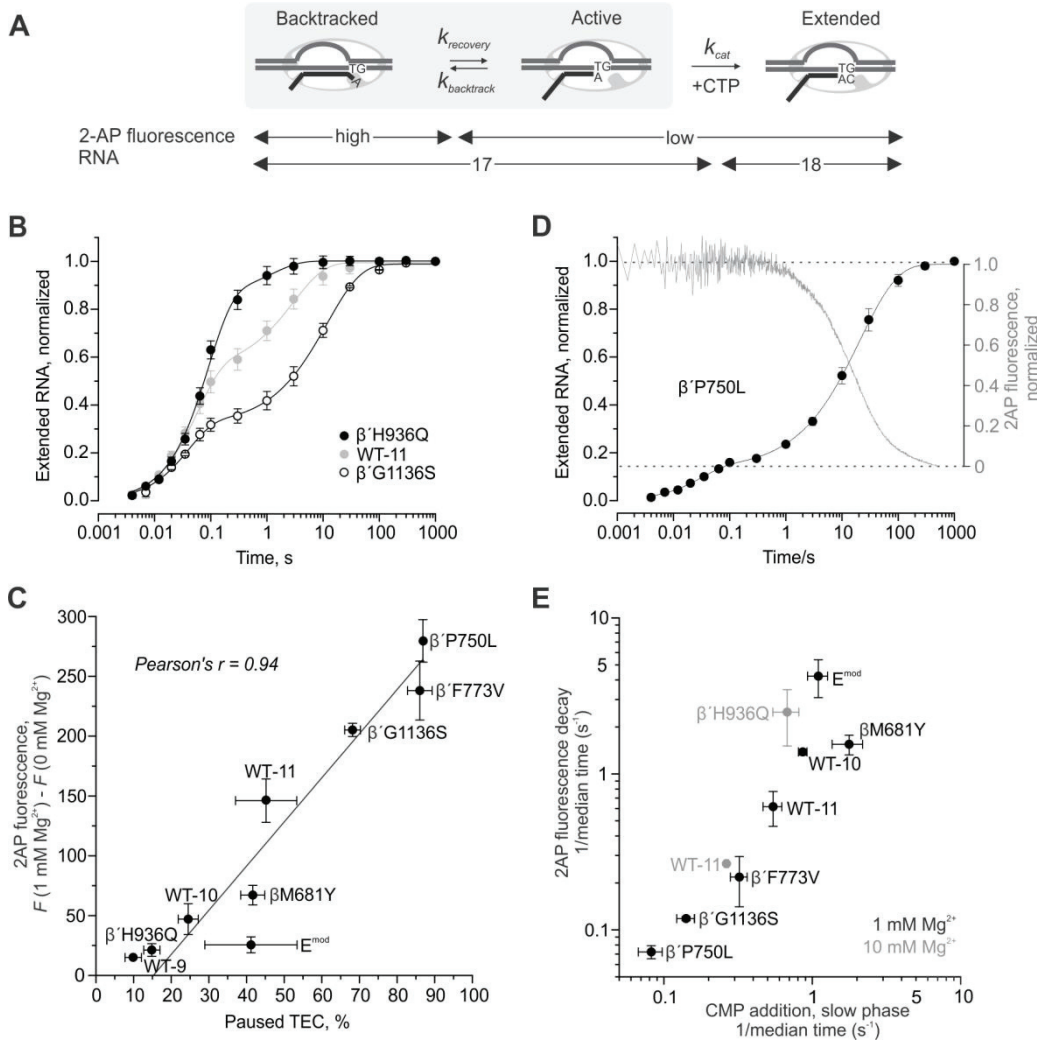 A
Backtracked
Active
Extended
k recovery
k backtrack
k cat
+CTP
TG
A
TG
A
TG
AC
2-AP fluorescence
high
low
RNA
17
18
B
Extended RNA, normalized
1.0
0.8
0.6
0.4
0.2
0.0
β´H936Q
WT-11
β´G1136S
0.001 0.01 0.1 1 10 100 1000
Time, s
D
Extended RNA, normalized
1.0
0.8
0.6
0.4
0.2
0.0
β´P750L
1.0
0.8
0.6
0.4
0.2
0
2AP fluorescence, normalized
0.001 0.01 0.1 1 10 100 1000
Time/s
C
2AP fuorescence,
F (1 mM Mg2+) - F (0 mM Mg2+)
300
250
200
150
100
50
0
Pearson's r = 0.94
β´P750L
β´F773V
β´G1136S
WT-11
WT-10
βM681Y
β´H936Q
WT-9
Emod
0 10 20 30 40 50 60 70 80 90 100
Paused TEC, %
E
2AP fluorescence decay
1/median time (s-1)
10
5
1
0.1
Emod
β´H936Q
βM681Y
WT-10
WT-11
WT-11
β´F773V
β´G1136S
β´P750L
1 mM Mg2+
10 mM Mg2+
0.1 1 10
CMP addition, slow phase
1/median time (s-1)